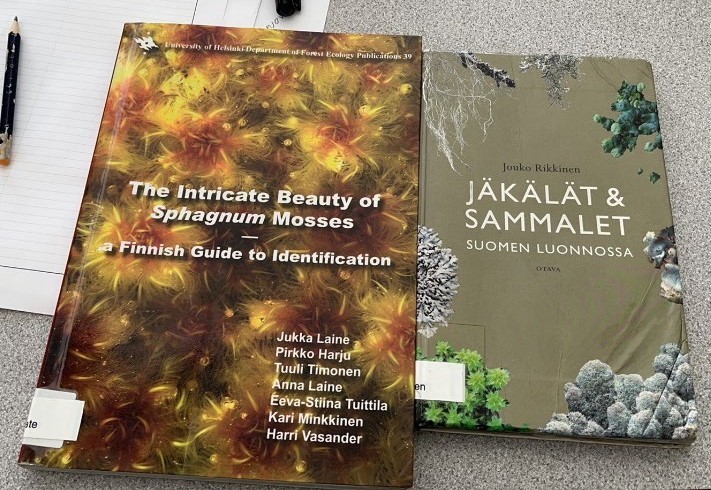 University of Helsinki Department of Forest Ecology Publications 39
The Intricate Beauty of
Sphagnum Mosses
a Finnish Guide to Identification
Jukka Laine
Pirkko Harju
Tuuli Timonen
Anna Laine
Eeva-Stiina Tuittila
Kari Minkkinen
Harri Vasander
Jouko Rikkinen
JÄKÄLÄT &
SAMMALET
SUOMEN LUONNOSSA
OTAVA